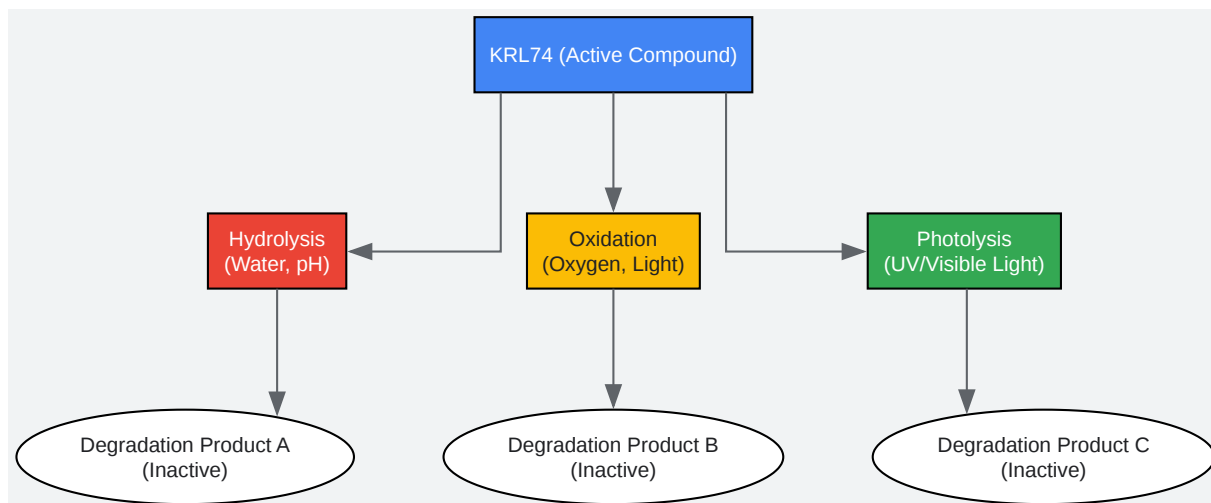 KRL74 (Active Compound)
Hydrolysis
(Water, pH)
Oxidation
(Oxygen, Light)
Photolysis
(UV/Visible Light)
Degradation Product A
(Inactive)
Degradation Product B
(Inactive)
Degradation Product C
(Inactive)